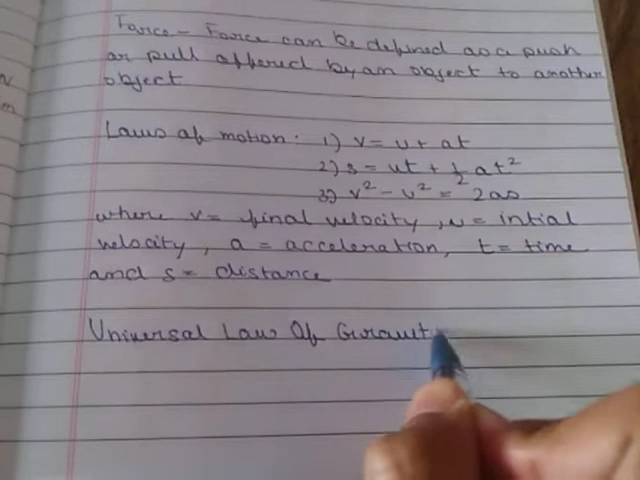 Force - Force can be defined as a push
or pull offered by an object to another
object
Laws of motion: 1) v = u + at
2) s = ut + 1/2 at²
3) v² - u² = 2as
where v = final velocity, u = intial
velocity, a = acceleration, t = time
and s = distance
Universal Law Of Gravit